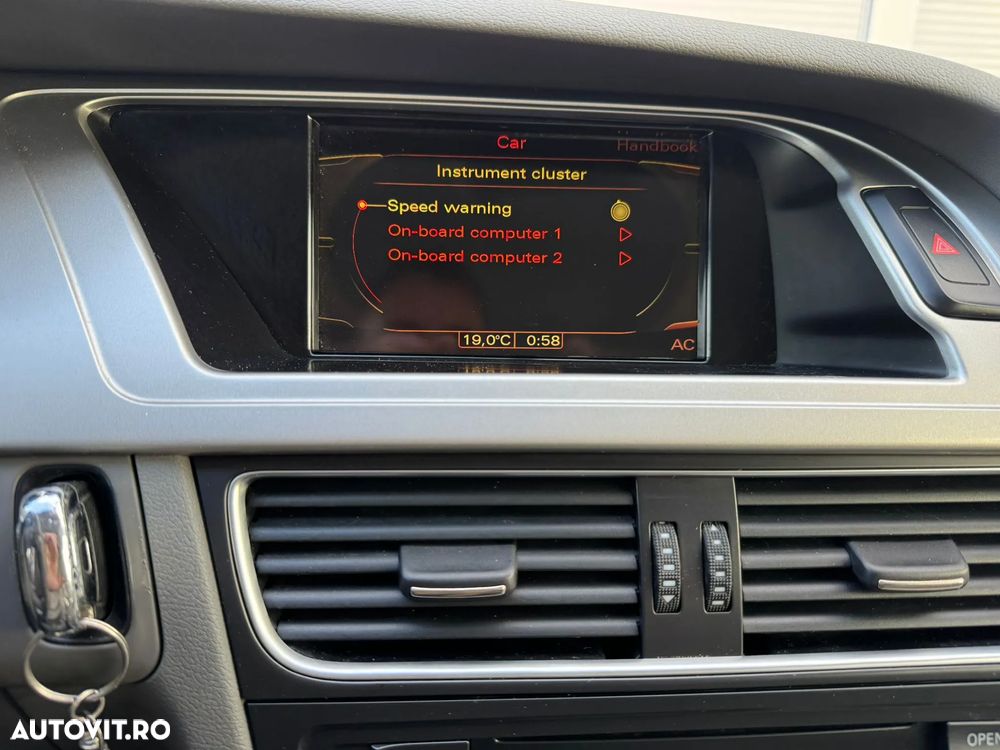 Car
Handbook
Instrument cluster
Speed warning
On-board computer 1
On-board computer 2
19,0°C 0:58
AC
OPEN
AUTOVIT.RO